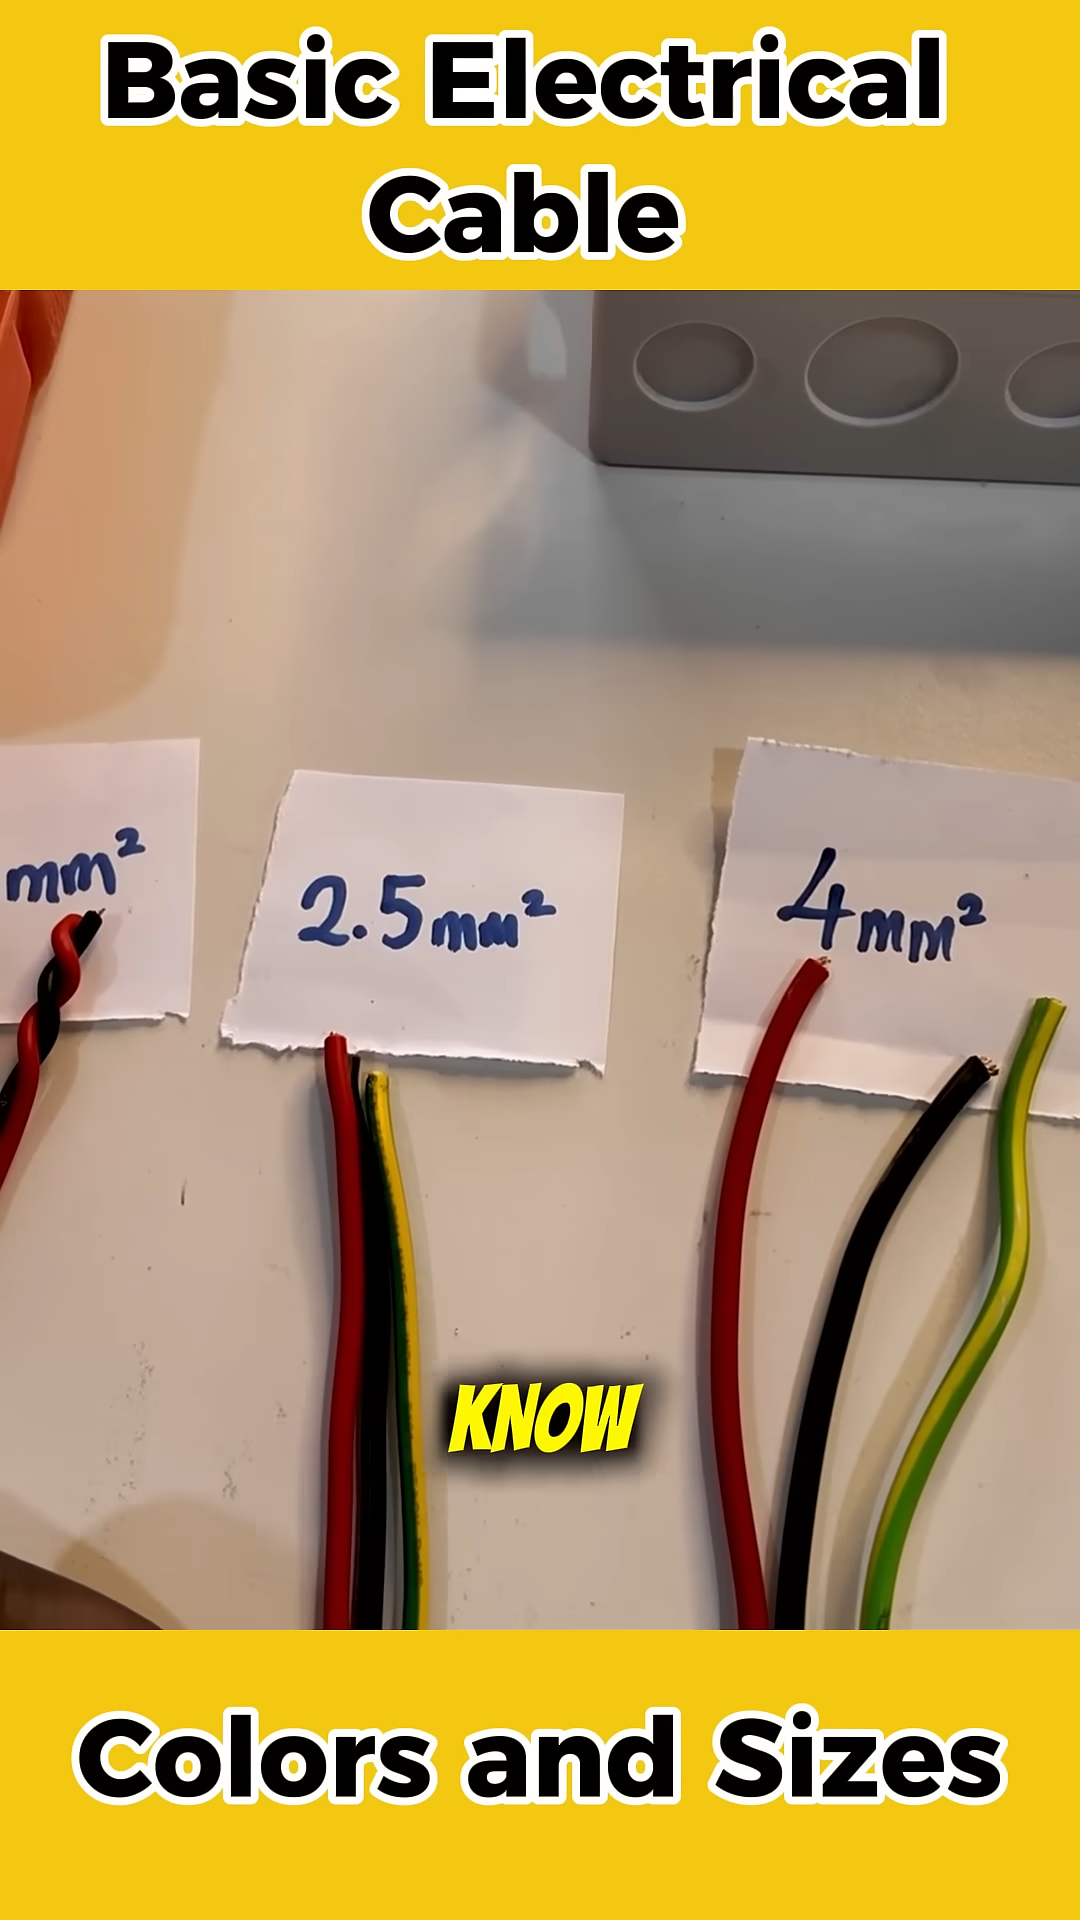 Basic Electrical
Cable
mm²
2.5mm²
4mm²
KNOW
Colors and Sizes